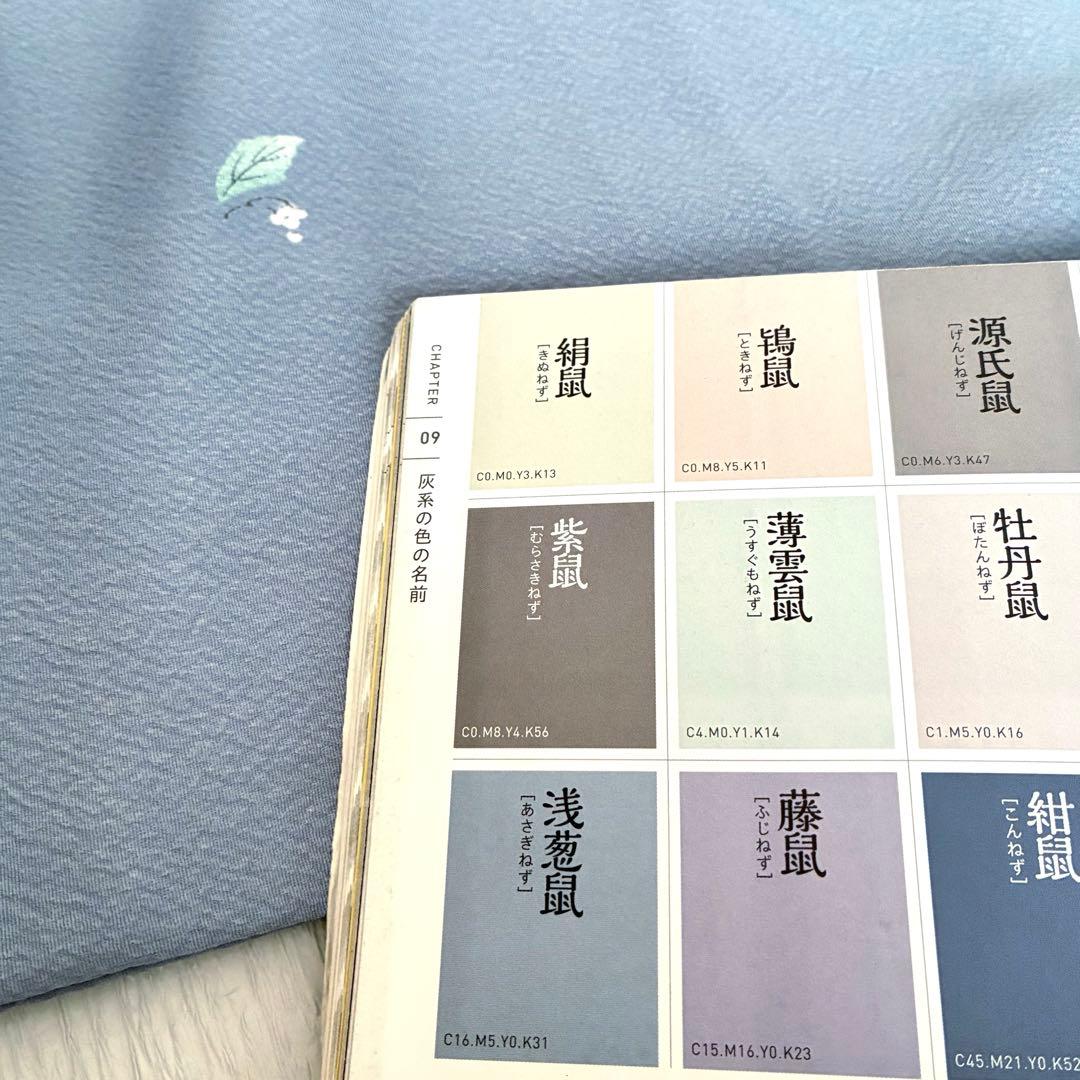 CHAPTER
09
灰系の色の名前
絹鼠
[きぬねず]
C0.M0.Y3.K13
鴇鼠
[ときねず]
C0.M8.Y5.K11
源氏鼠
[げんじねず]
C0.M6.Y3.K47
紫鼠
[むらさきねず]
C0.M8.Y4.K56
薄雲鼠
[うすぐもねず]
C4.M0.Y1.K14
牡丹鼠
[ぼたんねず]
C1.M5.Y0.K16
浅葱鼠
[あさぎねず]
C16.M5.Y0.K31
藤鼠
[ふじねず]
C15.M16.Y0.K23
紺鼠
[こんねず]
C45.M21.Y0.K52